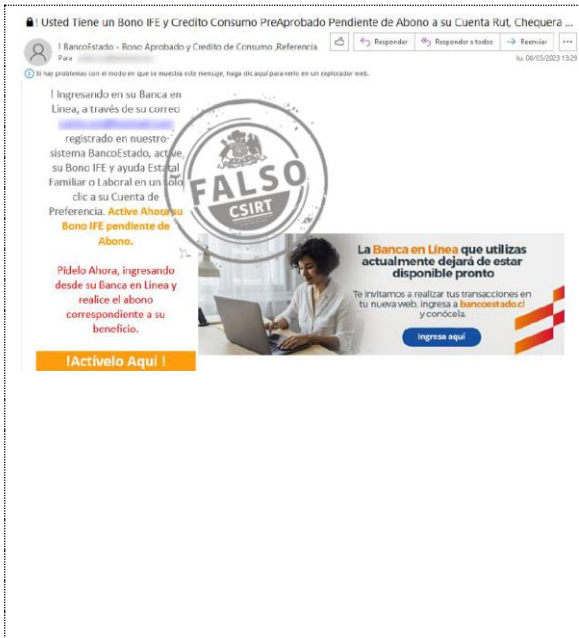 ! Usted Tiene un Bono IFE y Credito Consumo PreAprobado Pendiente de Abono a su Cuenta Rut, Chequera ...
! BancoEstado - Bono Aprobado y Credito de Consumo ,Referencia
Para
Responder
Responder a todos
Reenviar
lu. 08/05/2023 13:29
Si hay problemas con el modo en que se muestra este mensaje, haga clic aquí para verlo en un explorador web.
! Ingresando en su Banca en
Linea, a través de su correo
registrado en nuestro
sistema BancoEstado, active
su Bono IFE y ayuda Estatal
Familiar o Laboral en un solo
clic a su Cuenta de
Preferencia. Active Ahora su
Bono IFE pendiente de
Abono.
Pídelo Ahora, ingresando
desde su Banca en Linea y
realice el abono
correspondiente a su
beneficio.
!Actívelo Aquí !
FALSO
CSIRT
La Banca en Línea que utilizas
actualmente dejará de estar
disponible pronto
Te invitamos a realizar tus transacciones en
tu nueva web. Ingresa a bancoestado.cl
y conócela.
Ingresa aquí